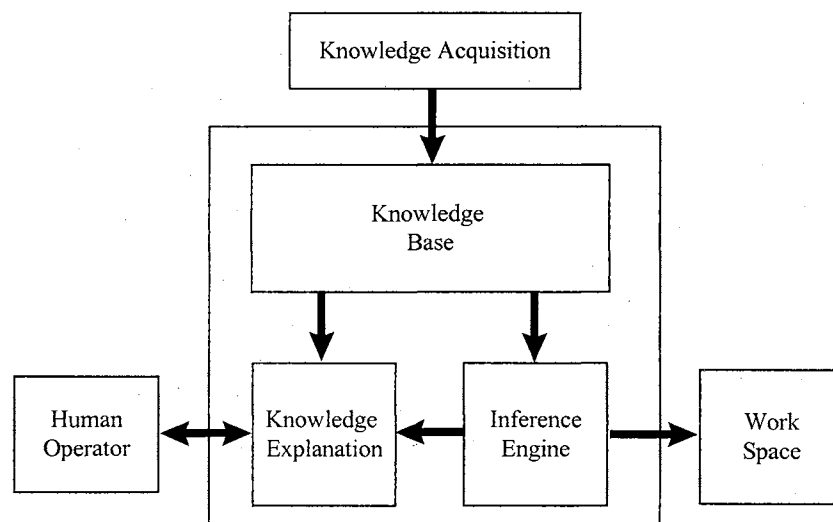 Knowledge Acquisition
Knowledge
Base
Human
Operator
Knowledge
Explanation
Inference
Engine
Work
Space